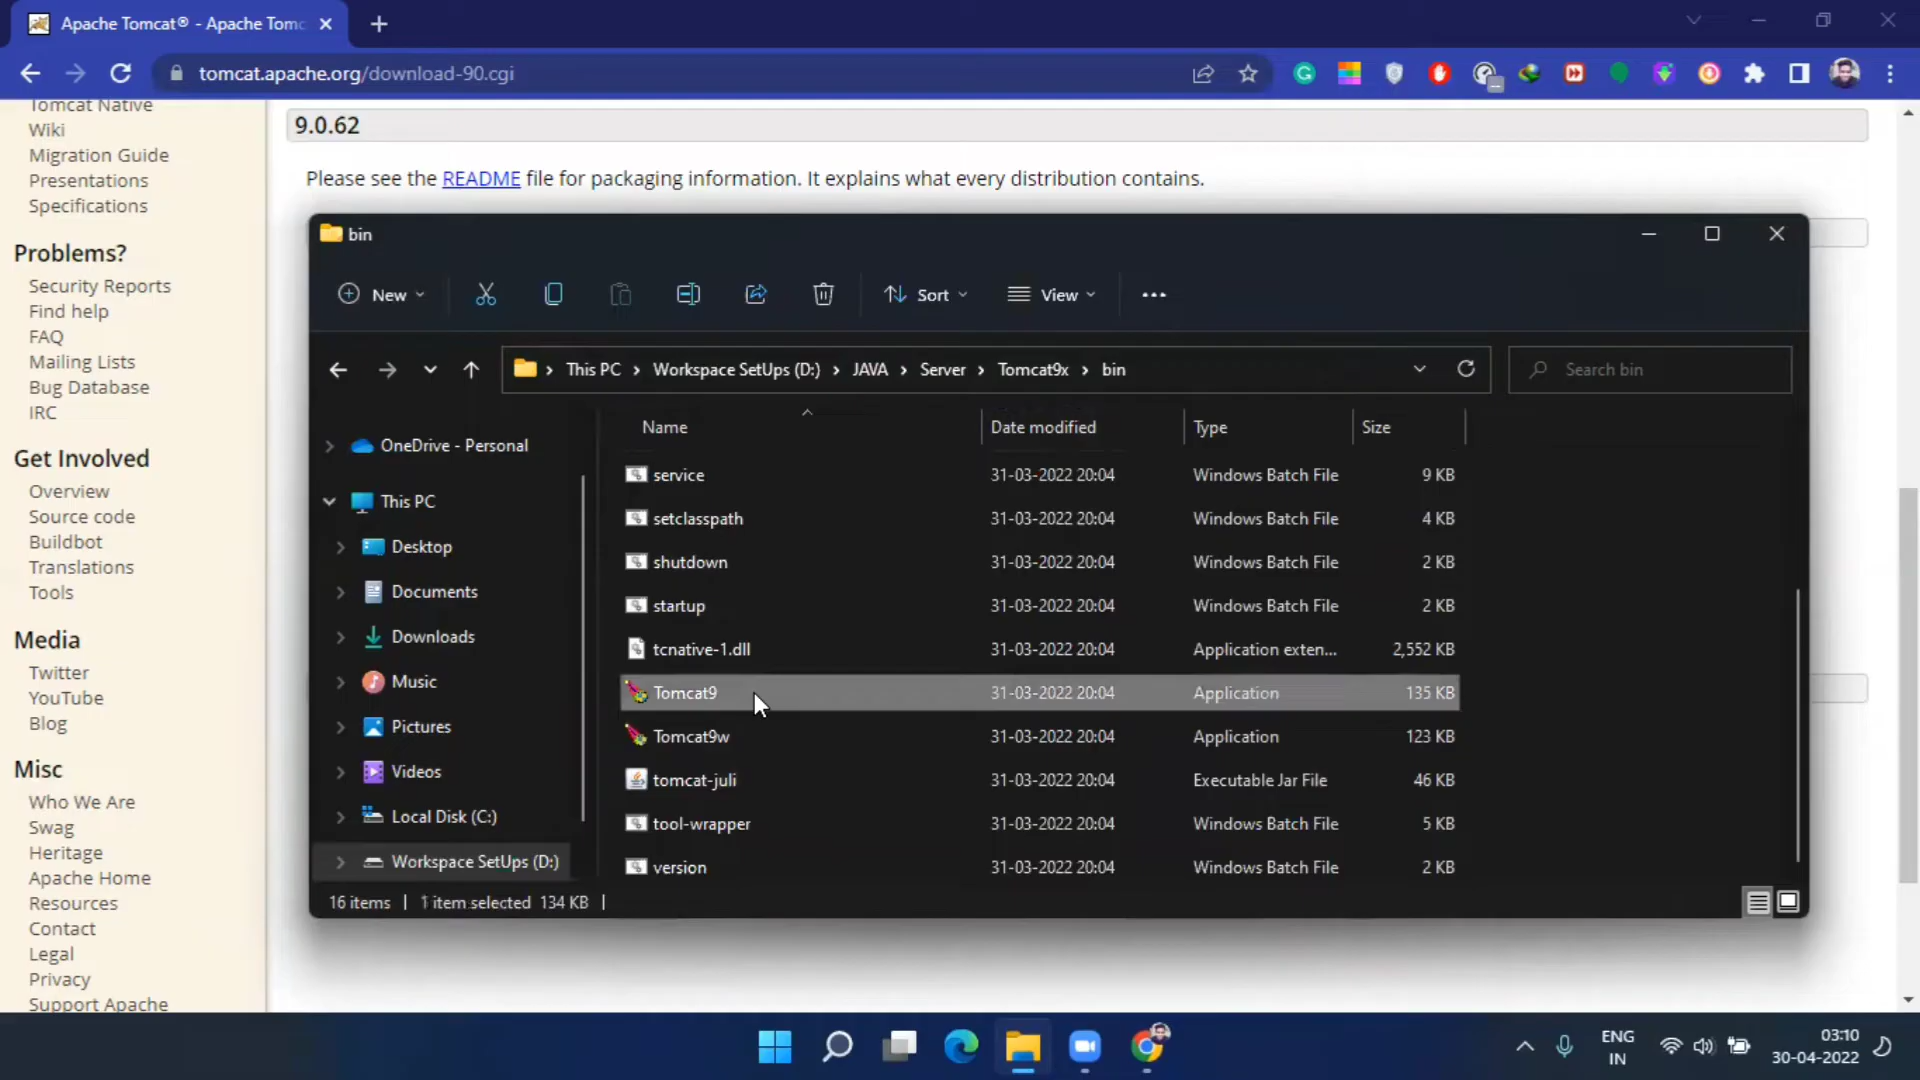 Apache Tomcat® - Apache Tomc
tomcat.apache.org/download-90.cgi
Tomcat Native
Wiki
Migration Guide
Presentations
Specifications
Problems?
Security Reports
Find help
FAQ
Mailing Lists
Bug Database
IRC
Get Involved
Overview
Source code
Buildbot
Translations
Tools
Media
Twitter
YouTube
Blog
Misc
Who We Are
Swag
Heritage
Apache Home
Resources
Contact
Legal
Privacy
Support Apache
9.0.62
Please see the README file for packaging information. It explains what every distribution contains.
bin
New Sort View
This PC Workspace SetUps (D:) JAVA Server Tomcat9x bin Search bin
OneDrive - Personal
This PC
Desktop
Documents
Downloads
Music
Pictures
Videos
Local Disk (C:)
Workspace SetUps (D:)
Name Date modified Type Size
service 31-03-2022 20:04 Windows Batch File 9 KB
setclasspath 31-03-2022 20:04 Windows Batch File 4 KB
shutdown 31-03-2022 20:04 Windows Batch File 2 KB
startup 31-03-2022 20:04 Windows Batch File 2 KB
tcnative-1.dll 31-03-2022 20:04 Application exten... 2,552 KB
Tomcat9 31-03-2022 20:04 Application 135 KB
Tomcat9w 31-03-2022 20:04 Application 123 KB
tomcat-juli 31-03-2022 20:04 Executable Jar File 46 KB
tool-wrapper 31-03-2022 20:04 Windows Batch File 5 KB
version 31-03-2022 20:04 Windows Batch File 2 KB
16 items 1 item selected 134 KB
ENG
IN
03:10
30-04-2022